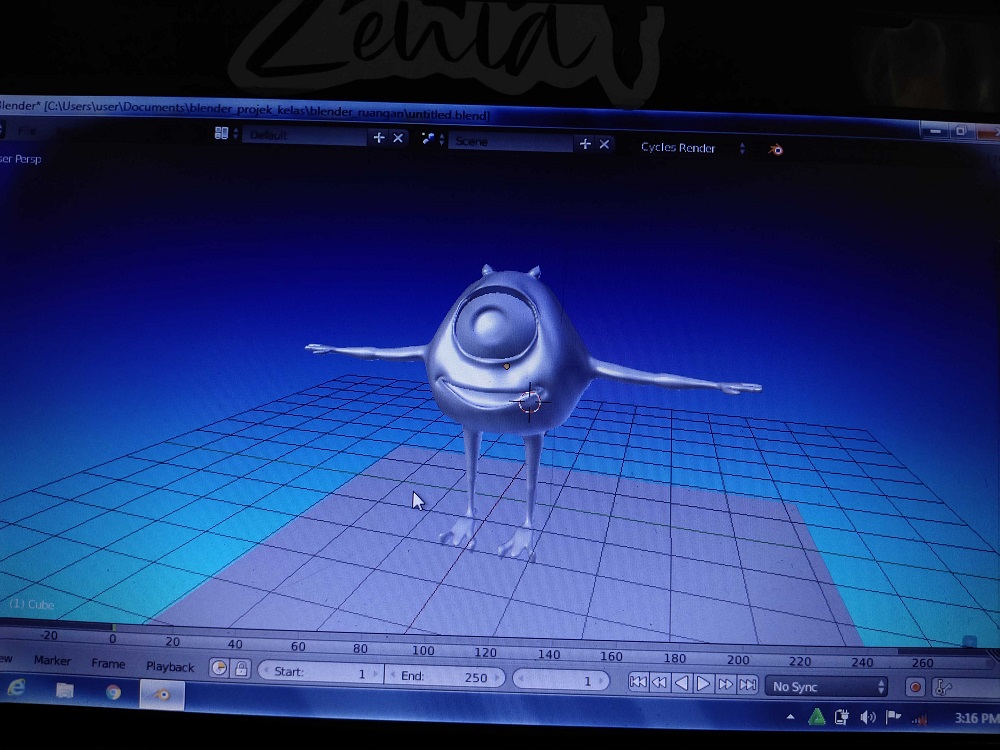 Zenia
lender* [C:\Users\user\Documents\blender_projek_kelas\blender_ruangan\untitled.blend]
File
Default
Scene
Cycles Render
ser Persp
(1) Cube
-20 0 20 40 60 80 100 120 140 160 180 200 220 240 260
ew Marker Frame Playback Start: 1 End: 250 1 No Sync
3:16 PM